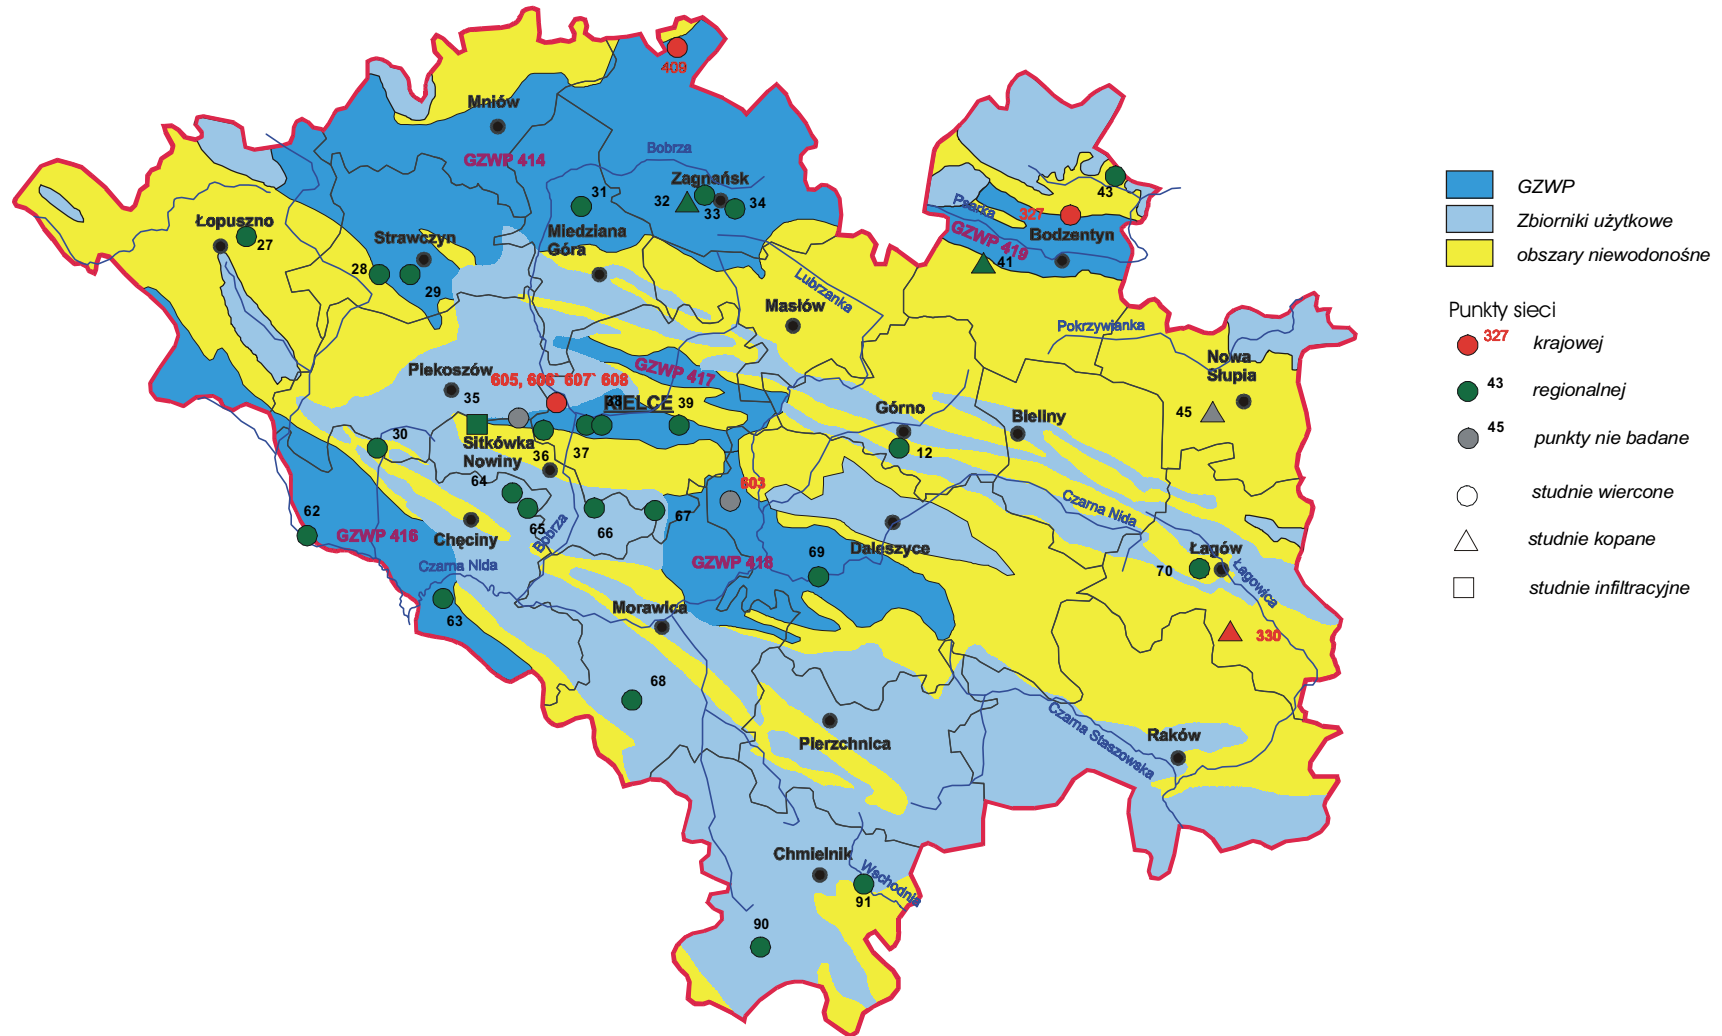 409
Mniów
GZWP 414
Bobrza
Zagnańsk
31
32
33
34
43
Łopuszno
27
Strawczyn
28
29
Miedziana
Góra
327
Psarka
Bodzentyn
GZWP 419
41
Lubrzanka
Masłów
Pokrzywianka
Nowa
Słupia
45
Piekoszów
35
605, 606` 607` 608
GZWP 417
KIELCE
39
Górno
12
Bieliny
30
Sitkówka
Nowiny
36
37
64
603
62
GZWP 416
Chęciny
65
Bobrza
66
67
Czarna Nida
Czarna Nida
GZWP 418
69
Daleszyce
Łagów
70
Łagowica
63
Morawica
330
68
Pierzchnica
Czarna Staszowska
Raków
Chmielnik
Wschodnia
91
90
GZWP
Zbiorniki użytkowe
obszary niewodonośne
Punkty sieci
327 krajowej
43 regionalnej
45 punkty nie badane
studnie wiercone
studnie kopane
studnie infiltracyjne